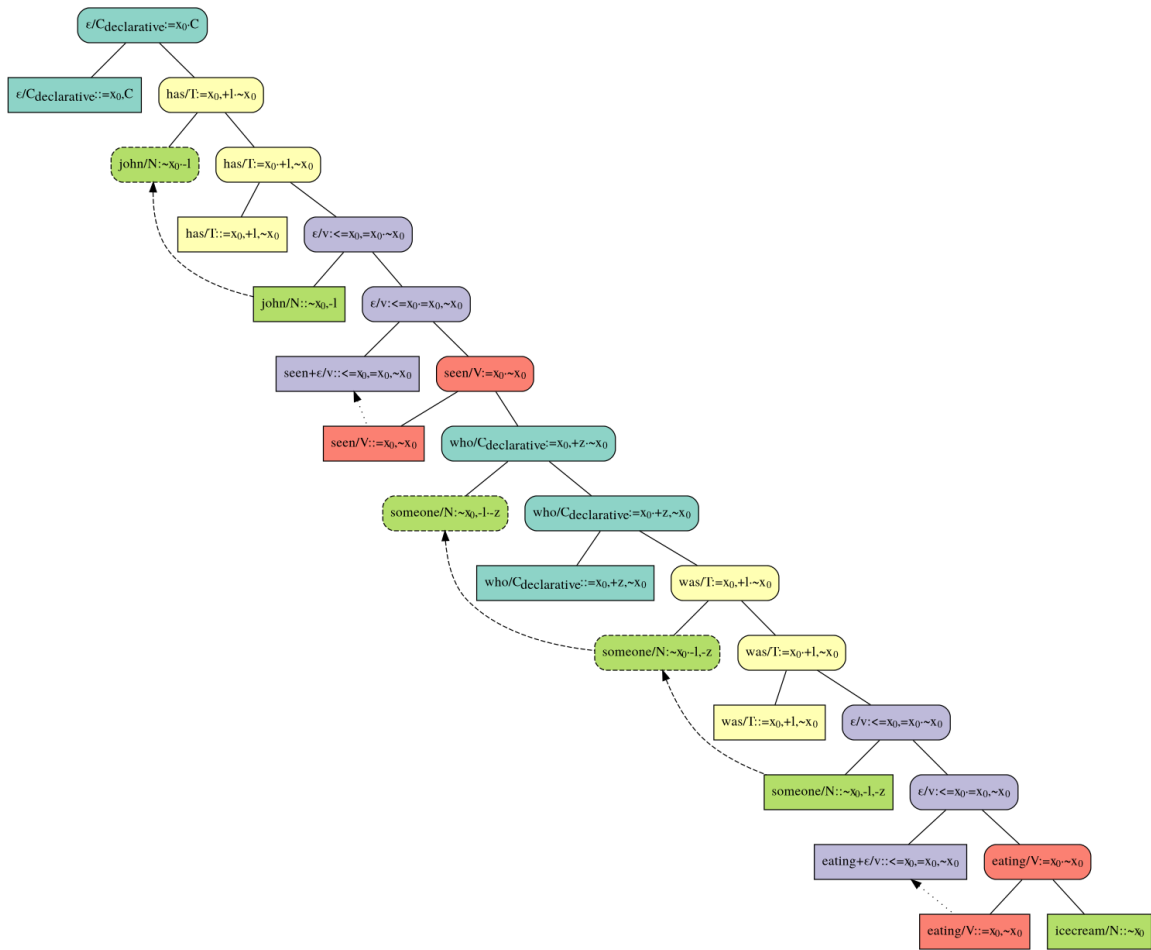 ε/Cdeclarative:=x₀·C
ε/Cdeclarative::=x₀,C
has/T:=x₀,+l·~x₀
john/N:~x₀·-l
has/T:=x₀·+l,~x₀
has/T::=x₀,+l,~x₀
ε/v:<=x₀,=x₀·~x₀
john/N::~x₀,-l
ε/v:<=x₀·=x₀,~x₀
seen+ε/v::<=x₀,=x₀,~x₀
seen/V:=x₀·~x₀
seen/V::=x₀,~x₀
who/Cdeclarative:=x₀,+z·~x₀
someone/N:~x₀,-l·-z
who/Cdeclarative:=x₀·+z,~x₀
who/Cdeclarative::=x₀,+z,~x₀
was/T:=x₀,+l·~x₀
someone/N:~x₀·-l,-z
was/T:=x₀·+l,~x₀
was/T::=x₀,+l,~x₀
ε/v:<=x₀,=x₀·~x₀
someone/N::~x₀,-l,-z
ε/v:<=x₀·=x₀,~x₀
eating+ε/v::<=x₀,=x₀,~x₀
eating/V:=x₀·~x₀
eating/V::=x₀,~x₀
icecream/N::~x₀